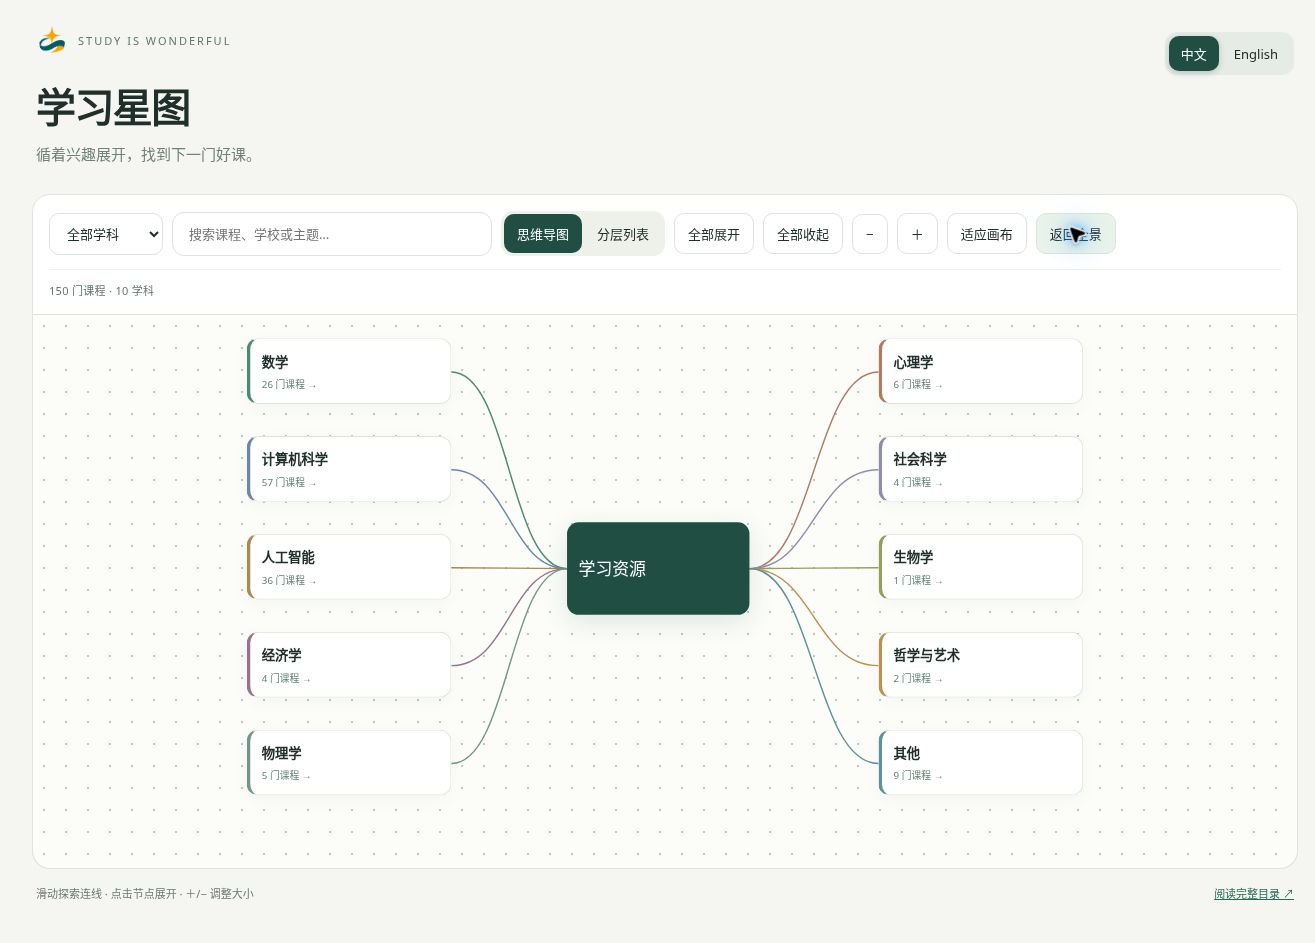 STUDY IS WONDERFUL
中文 English
学习星图
循着兴趣展开，找到下一门好课。
全部学科 搜索课程、学校或主题... 思维导图 分层列表 全部展开 全部收起 − ＋ 适应画布 返回全景
150 门课程 · 10 学科
数学
26 门课程 →
计算机科学
57 门课程 →
人工智能
36 门课程 →
经济学
4 门课程 →
物理学
5 门课程 →
学习资源
心理学
6 门课程 →
社会科学
4 门课程 →
生物学
1 门课程 →
哲学与艺术
2 门课程 →
其他
9 门课程 →
滑动探索连线 · 点击节点展开 · ＋/− 调整大小
阅读完整目录 ↗